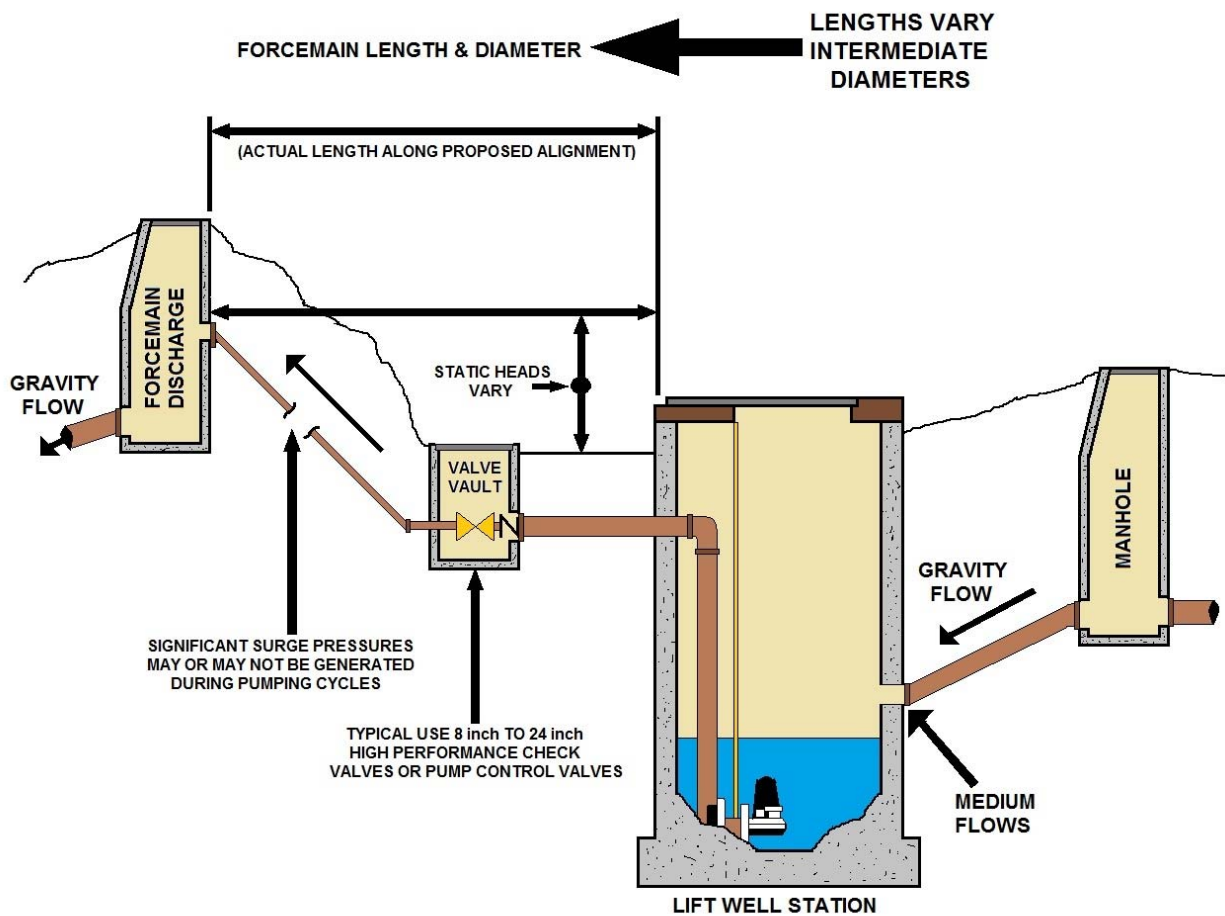 FORCEMAIN LENGTH & DIAMETER
LENGTHS VARY
INTERMEDIATE
DIAMETERS
(ACTUAL LENGTH ALONG PROPOSED ALIGNMENT)
FORCEMAIN
DISCHARGE
GRAVITY
FLOW
STATIC HEADS
VARY
VALVE
VAULT
MANHOLE
GRAVITY
FLOW
SIGNIFICANT SURGE PRESSURES
MAY OR MAY NOT BE GENERATED
DURING PUMPING CYCLES
TYPICAL USE 8 inch TO 24 inch
HIGH PERFORMANCE CHECK
VALVES OR PUMP CONTROL VALVES
MEDIUM
FLOWS
LIFT WELL STATION